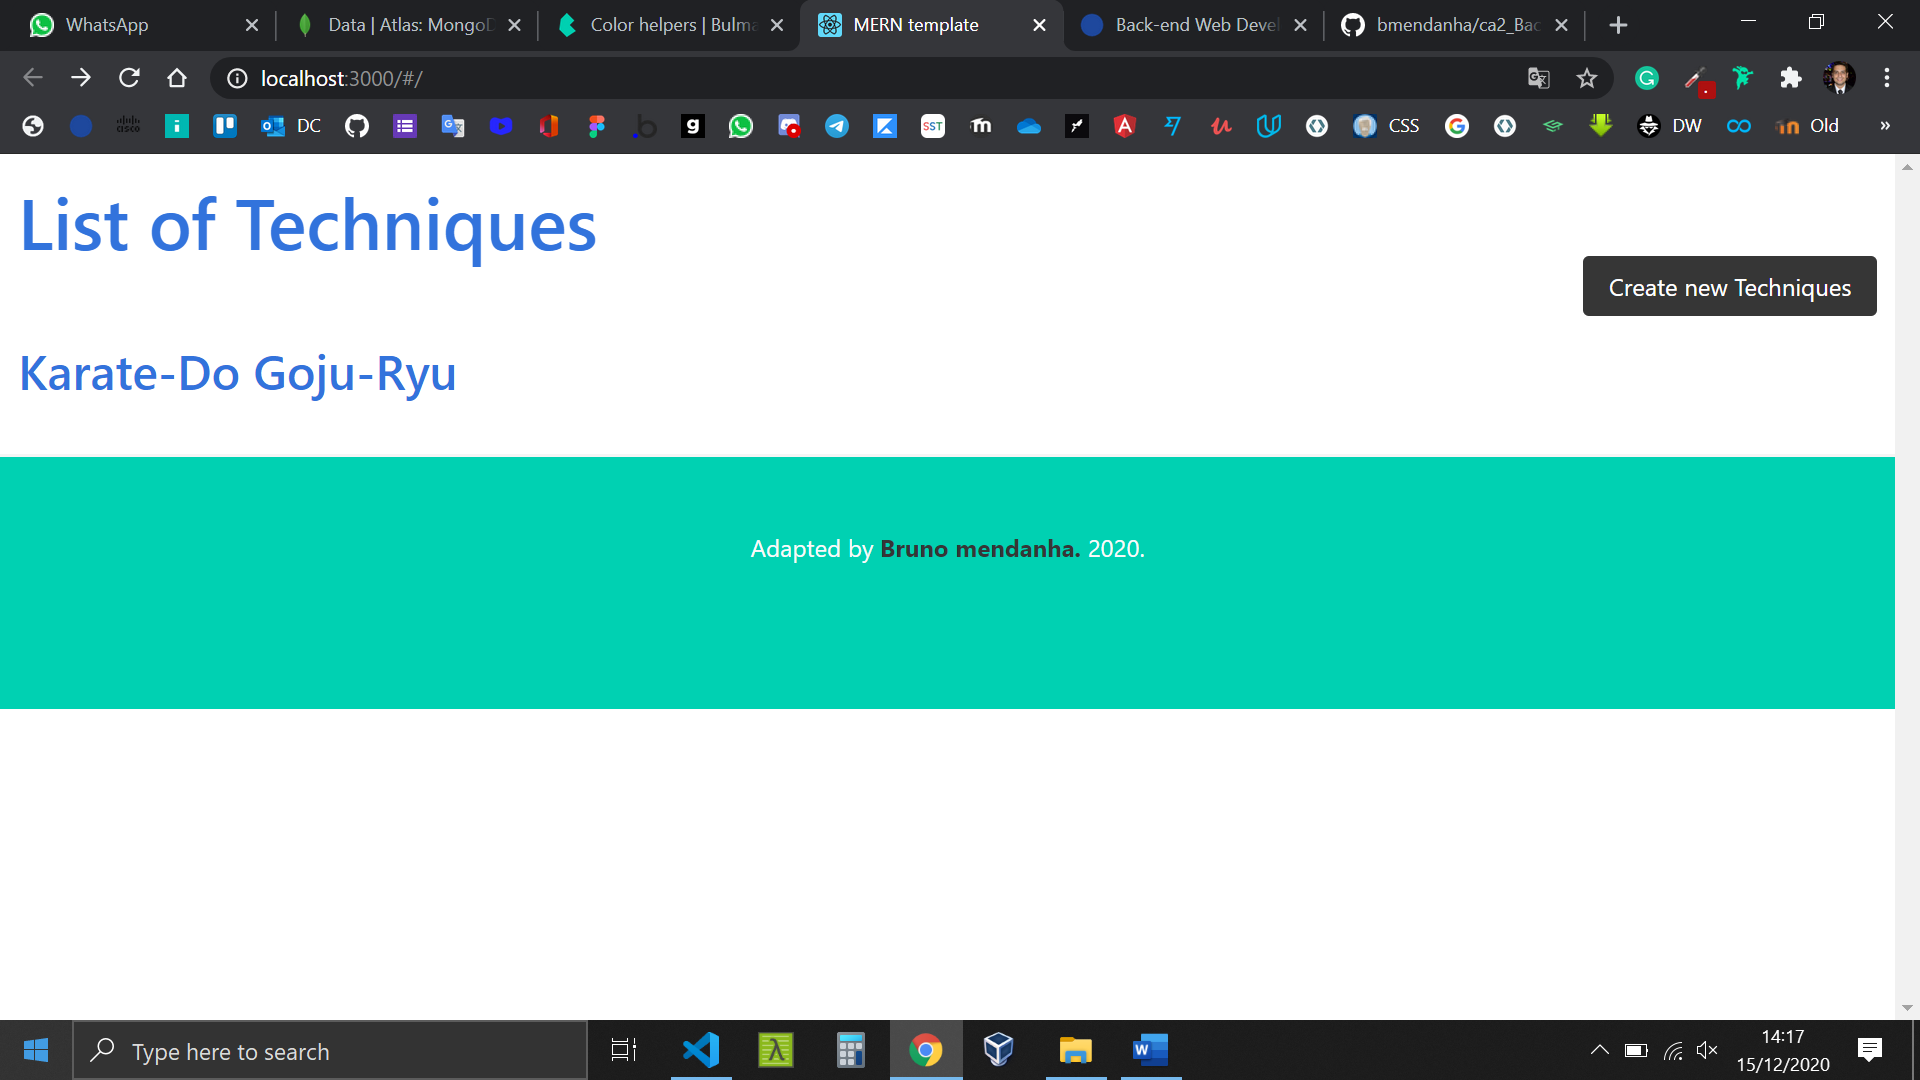 WhatsApp
Data | Atlas: MongoD
Color helpers | Bulma
MERN template
Back-end Web Devel
bmendanha/ca2_Bac
localhost:3000/#/
DC
CSS
DW
Old
List of Techniques
Create new Techniques
Karate-Do Goju-Ryu
Adapted by Bruno mendanha. 2020.
Type here to search
14:17
15/12/2020